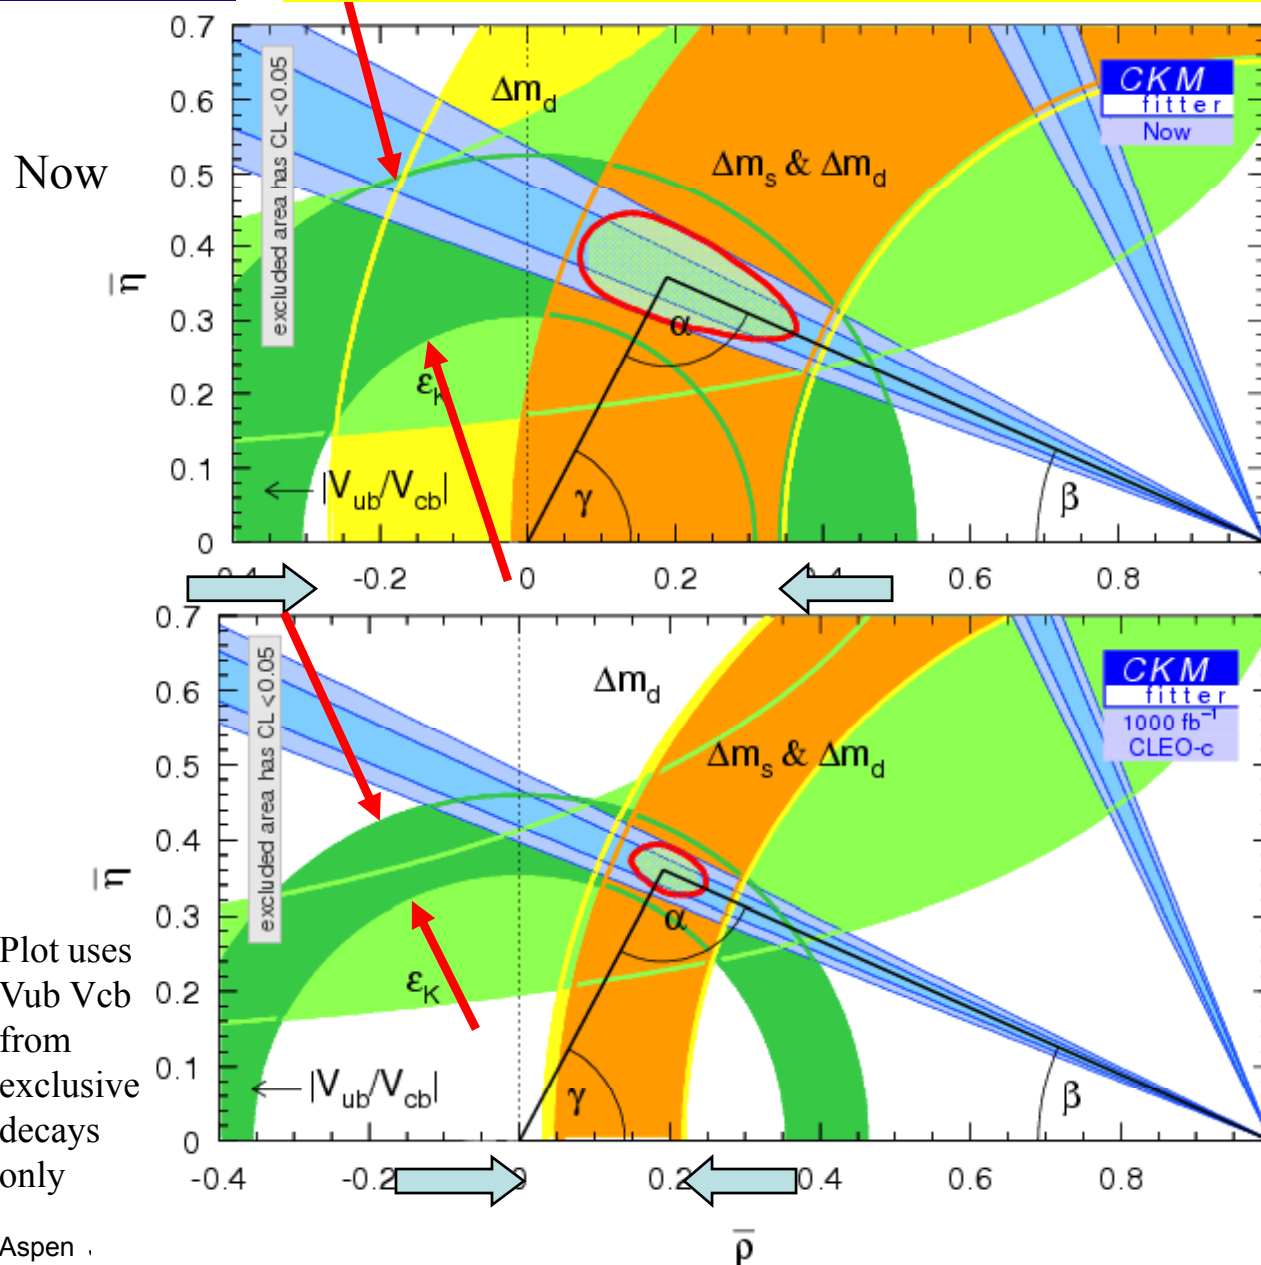 0.7
0.6
0.5
0.4
0.3
0.2
0.1
0
Now
η
excluded area has CL <0.05
Δm_d
Δm_s & Δm_d
CKM
fitter
Now
α
ε_K
|V_ub/V_cb|
γ
β
-0.2
0
0.2
0.6
0.8
0.7
0.6
0.5
0.4
0.3
0.2
0.1
0
η
excluded area has CL <0.05
Δm_d
Δm_s & Δm_d
CKM
fitter
1000 fb⁻¹
CLEO-c
α
ε_K
|V_ub/V_cb|
γ
β
Plot uses
Vub Vcb
from
exclusive
decays
only
-0.4
-0.2
0
0.2
0.4
0.6
0.8
ρ
Aspen